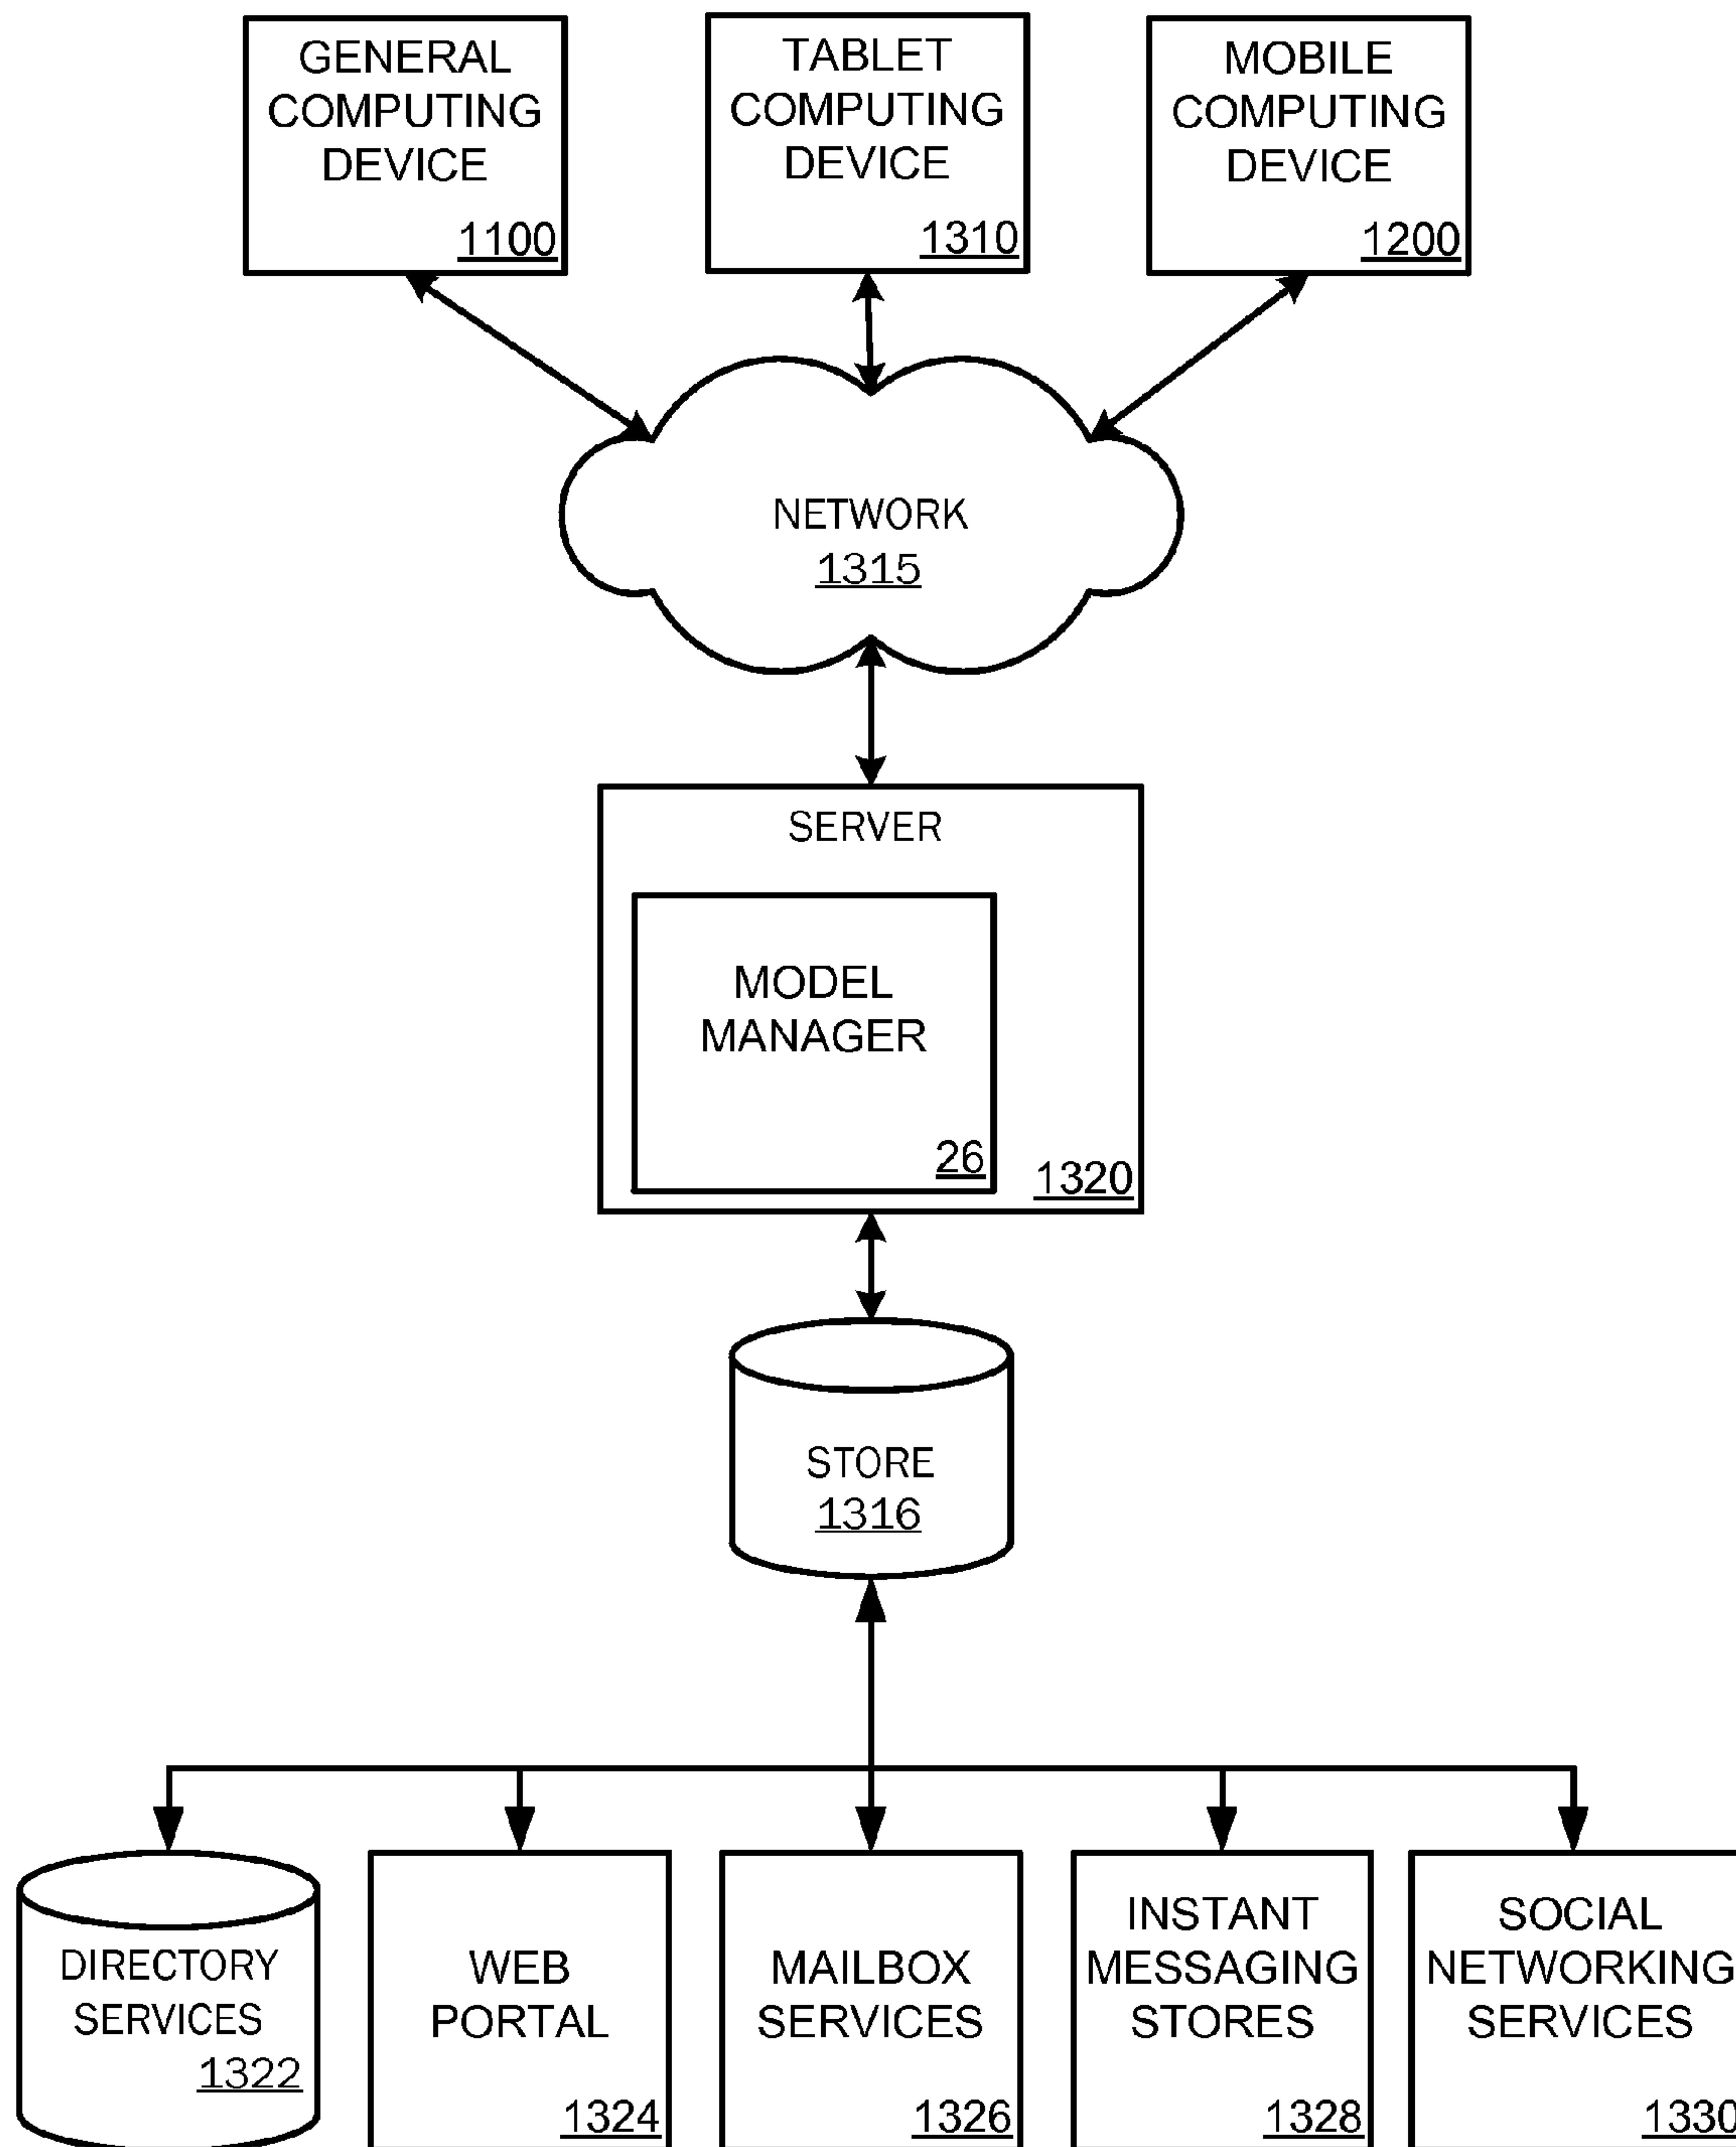 GENERAL
COMPUTING
DEVICE
1100
TABLET
COMPUTING
DEVICE
1310
MOBILE
COMPUTING
DEVICE
1200
NETWORK
1315
SERVER
MODEL
MANAGER
26
1320
STORE
1316
DIRECTORY
SERVICES
1322
WEB
PORTAL
1324
MAILBOX
SERVICES
1326
INSTANT
MESSAGING
STORES
1328
SOCIAL
NETWORKING
SERVICES
1330